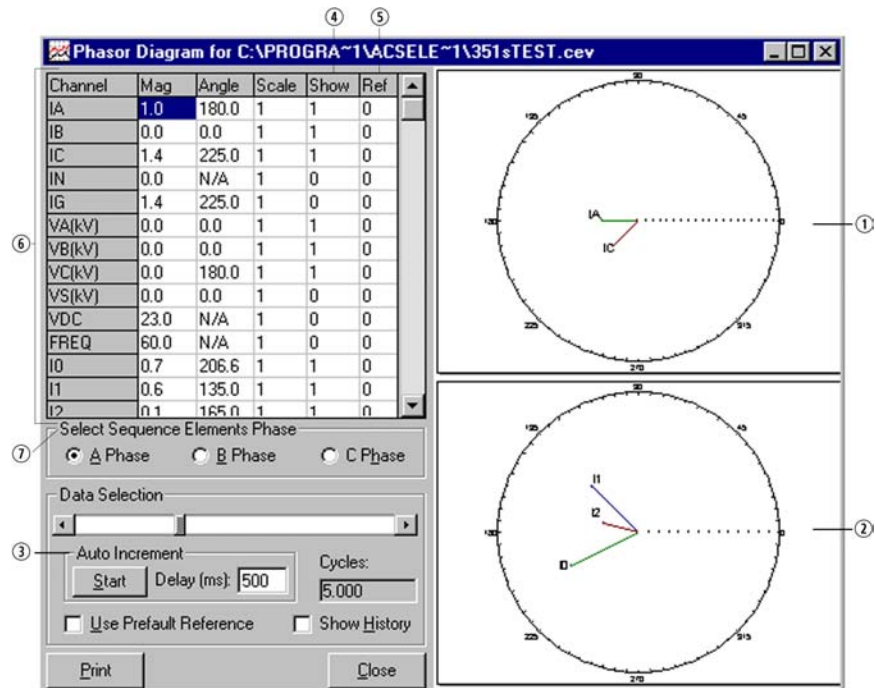 ④ ⑤
Phasor Diagram for C:\PROGRA~1\ACSELE~1\351sTEST.cev
Channel Mag Angle Scale Show Ref
IA 1.0 180.0 1 1 0
IB 0.0 0.0 1 1 0
IC 1.4 225.0 1 1 0
IN 0.0 N/A 1 0 0
IG 1.4 225.0 1 0 0
VA(kV) 0.0 0.0 1 1 0
VB(kV) 0.0 0.0 1 1 0
VC(kV) 0.0 180.0 1 1 0
VS(kV) 0.0 0.0 1 0 0
VDC 23.0 N/A 1 0 0
FREQ 60.0 N/A 1 0 0
I0 0.7 206.6 1 1 0
I1 0.6 135.0 1 1 0
I2 0.1 165.0 1 1 0
⑥
Select Sequence Elements Phase
⑦
A Phase B Phase C Phase
Data Selection
③
Auto Increment
Start Delay (ms): 500
Cycles:
5.000
Use Prefault Reference Show History
Print Close
90
135 45
IA
180 0
①
IC
225 315
270
90
135 45
I1
I2
180 0
②
I0
225 315
270